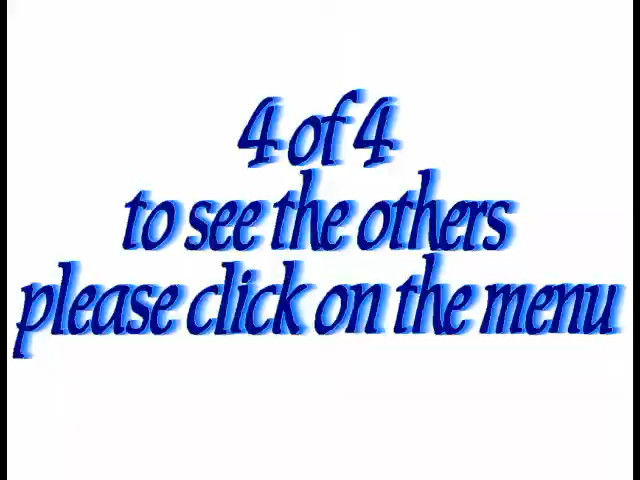 4 of 4
to see the others
please click on the menu